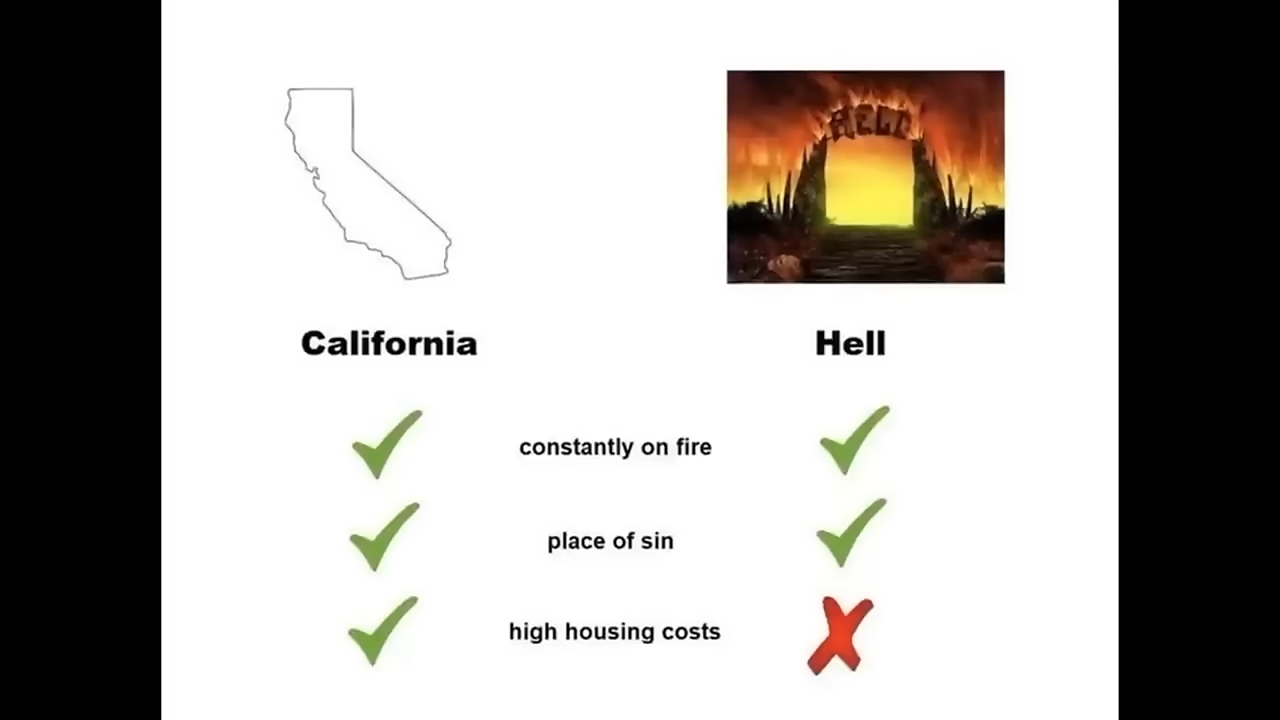 HELL
California
Hell
constantly on fire
place of sin
high housing costs